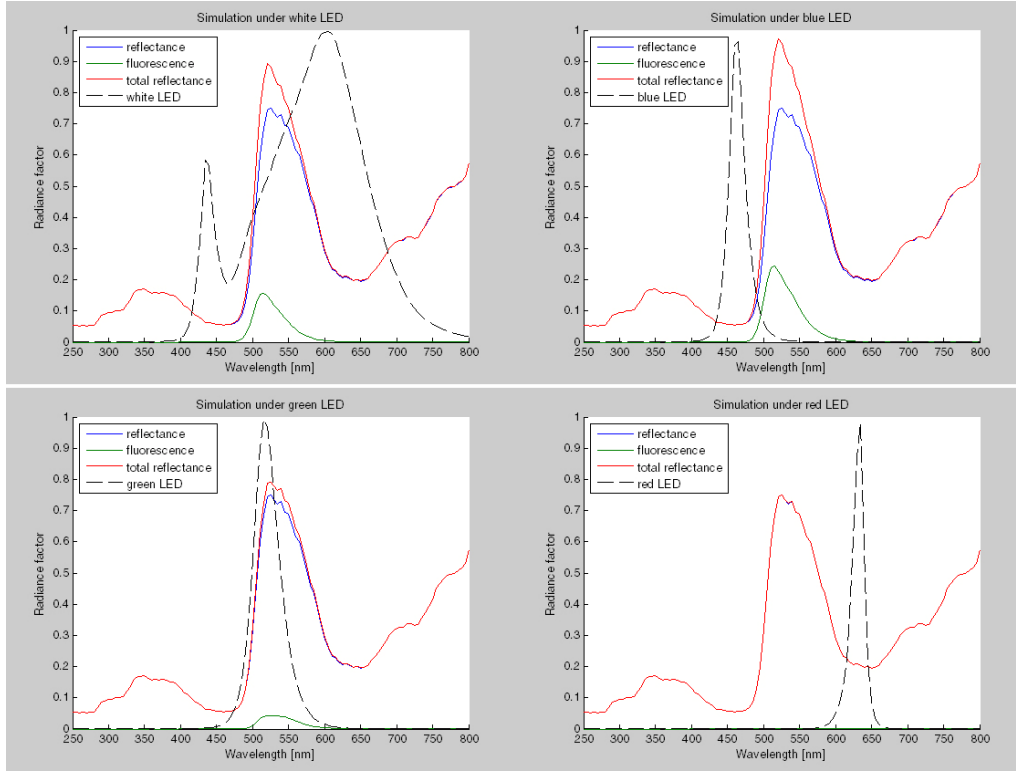 Simulation under white LED
1
0.9
0.8
0.7
0.6
0.5
0.4
0.3
0.2
0.1
0
Radiance factor
reflectance
fluorescence
total reflectance
white LED
250 300 350 400 450 500 550 600 650 700 750 800
Wavelength [nm]
Simulation under blue LED
1
0.9
0.8
0.7
0.6
0.5
0.4
0.3
0.2
0.1
0
Radiance factor
reflectance
fluorescence
total reflectance
blue LED
250 300 350 400 450 500 550 600 650 700 750 800
Wavelength [nm]
Simulation under green LED
1
0.9
0.8
0.7
0.6
0.5
0.4
0.3
0.2
0.1
0
Radiance factor
reflectance
fluorescence
total reflectance
green LED
250 300 350 400 450 500 550 600 650 700 750 800
Wavelength [nm]
Simulation under red LED
1
0.9
0.8
0.7
0.6
0.5
0.4
0.3
0.2
0.1
0
Radiance factor
reflectance
fluorescence
total reflectance
red LED
250 300 350 400 450 500 550 600 650 700 750 800
Wavelength [nm]